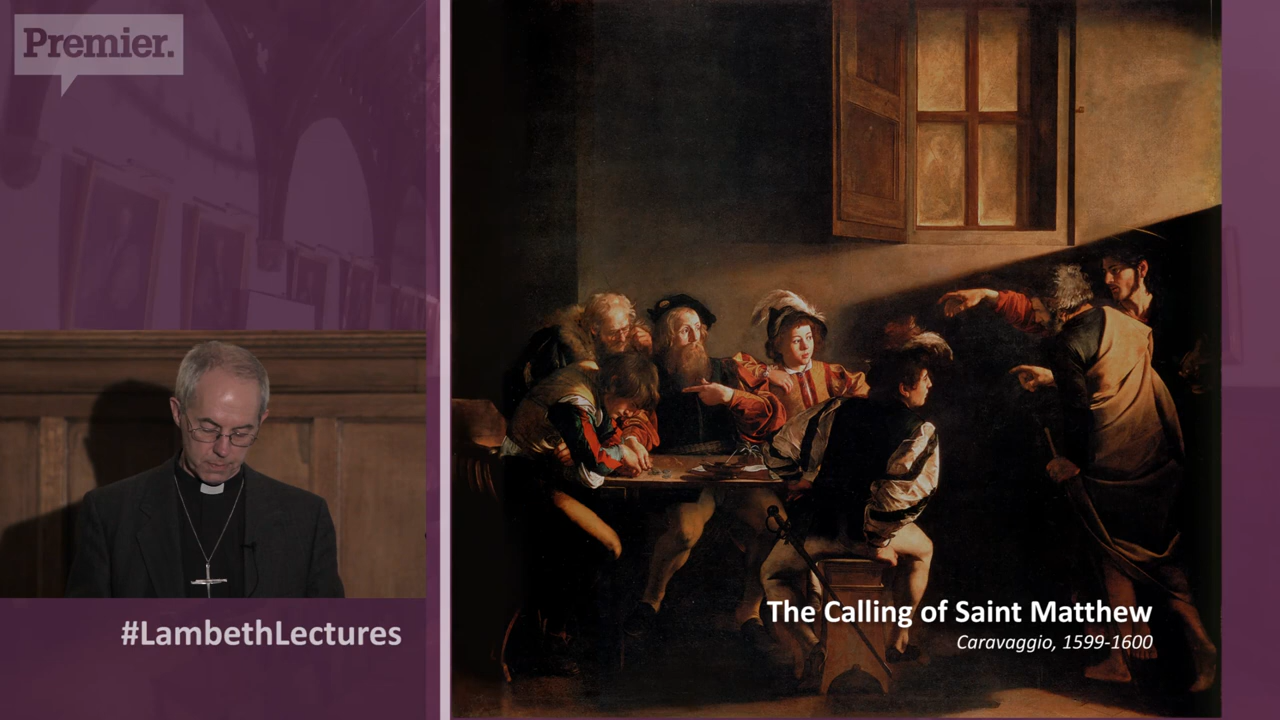 Premier.
#LambethLectures
The Calling of Saint Matthew
Caravaggio, 1599-1600